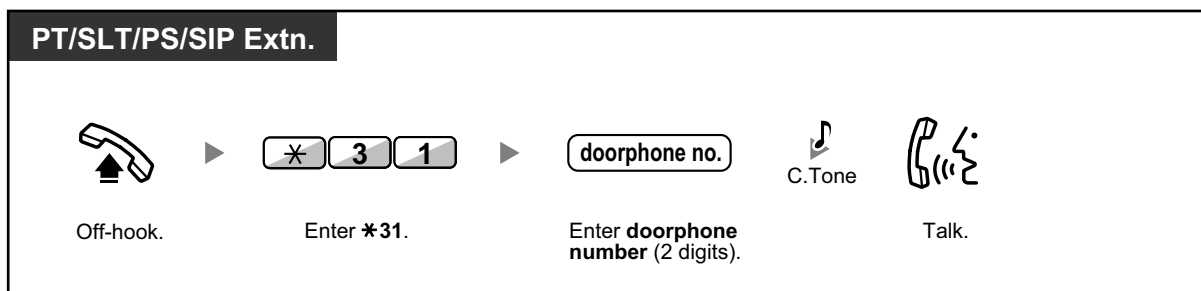 PT/SLT/PS/SIP Extn.
✳ 3 1
doorphone no.
C.Tone
Off-hook.
Enter ✳31.
Enter doorphone
number (2 digits).
Talk.